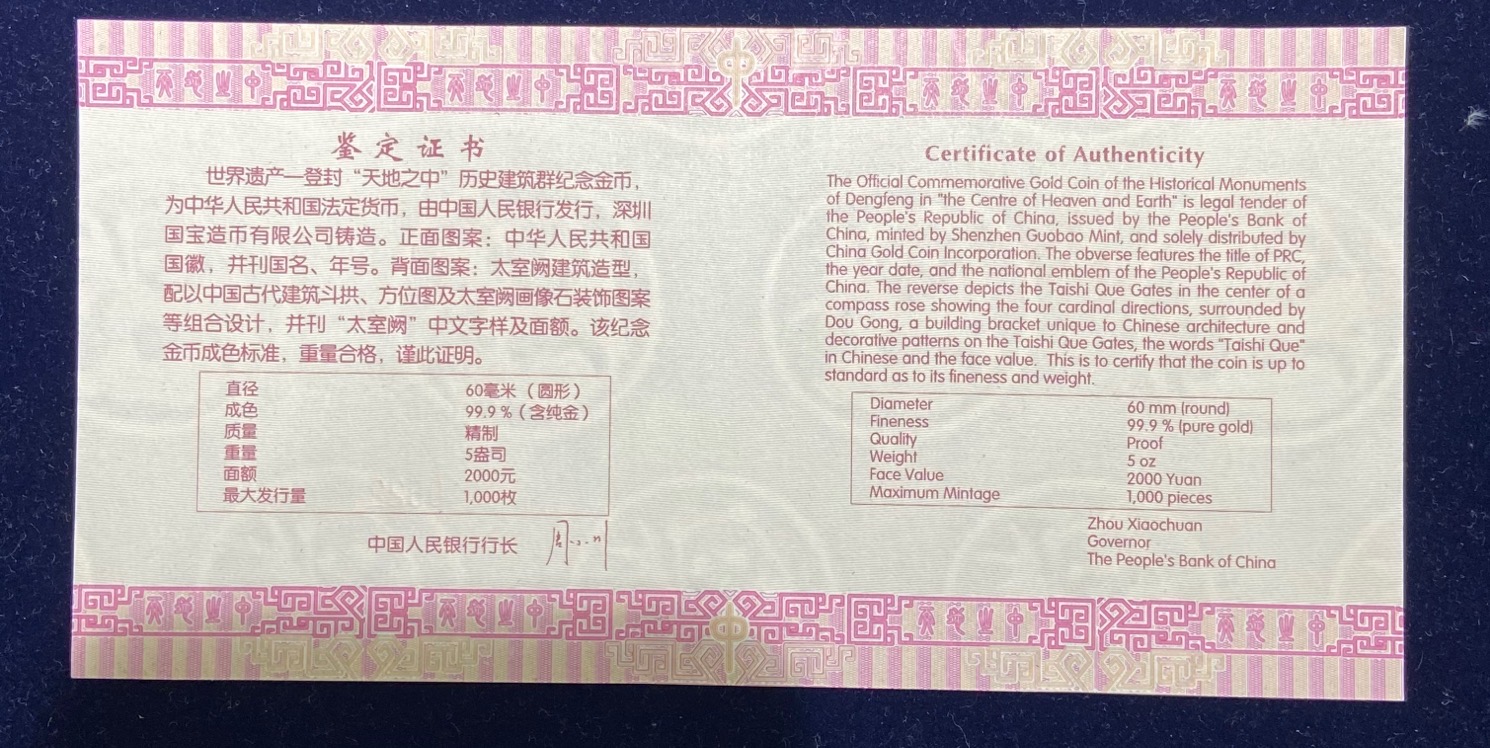 鉴定证书
世界遗产—登封“天地之中”历史建筑群纪念金币,
为中华人民共和国法定货币，由中国人民银行发行，深圳
国宝造币有限公司铸造。正面图案：中华人民共和国
国徽，并刊国名、年号。背面图案：太室阙建筑造型，
配以中国古代建筑斗拱、方位图及太室阙画像石装饰图案
等组合设计，并刊“太室阙”中文字样及面额。该纪念
金币成色标准，重量合格，谨此证明。
直径 60毫米（圆形）
成色 99.9％（含纯金）
质量 精制
重量 5盎司
面额 2000元
最大发行量 1,000枚
中国人民银行行长
Certificate of Authenticity
The Official Commemorative Gold Coin of the Historical Monuments
of Dengfeng in "the Centre of Heaven and Earth" is legal tender of
the People's Republic of China, issued by the People's Bank of
China, minted by Shenzhen Guobao Mint, and solely distributed by
China Gold Coin Incorporation. The obverse features the title of PRC,
the year date, and the national emblem of the People's Republic of
China. The reverse depicts the Taishi Que Gates in the center of a
compass rose showing the four cardinal directions, surrounded by
Dou Gong, a building bracket unique to Chinese architecture and
decorative patterns on the Taishi Que Gates, the words "Taishi Que"
in Chinese and the face value. This is to certify that the coin is up to
standard as to its fineness and weight.
Diameter 60 mm (round)
Fineness 99.9 % (pure gold)
Quality Proof
Weight 5 oz
Face Value 2000 Yuan
Maximum Mintage 1,000 pieces
Zhou Xiaochuan
Governor
The People's Bank of China